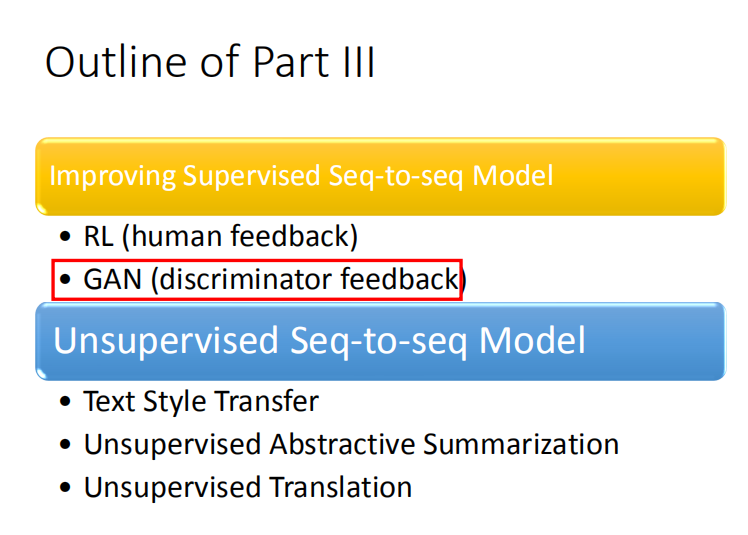 Outline of Part III
Improving Supervised Seq-to-seq Model
• RL (human feedback)
• GAN (discriminator feedback)
Unsupervised Seq-to-seq Model
• Text Style Transfer
• Unsupervised Abstractive Summarization
• Unsupervised Translation